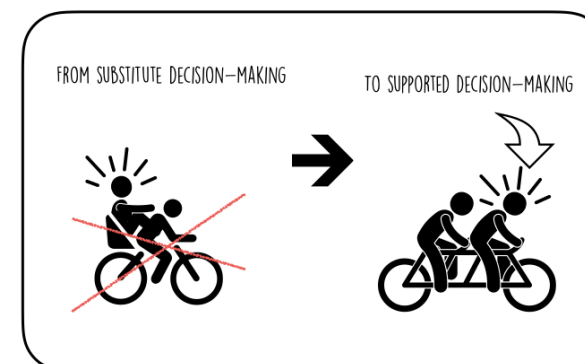 FROM SUBSTITUTE DECISION–MAKING
TO SUPPORTED DECISION–MAKING